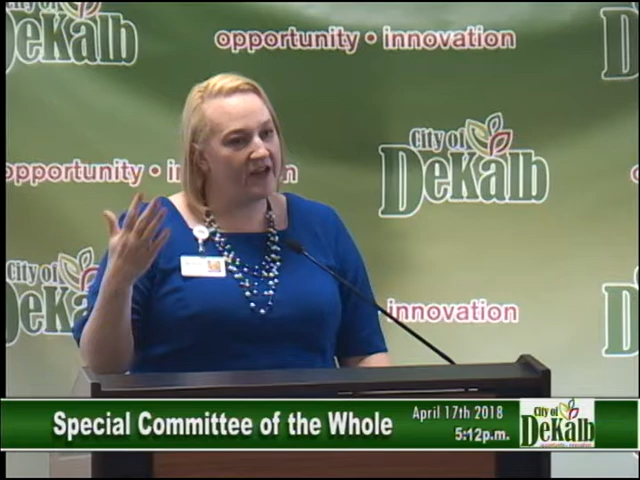 City of
DeKalb
opportunity • innovation
City of
DeKalb
opportunity • in n
City of
DeKalb
innovation
Special Committee of the Whole
April 17th 2018
5:12p.m.
City of
DeKalb